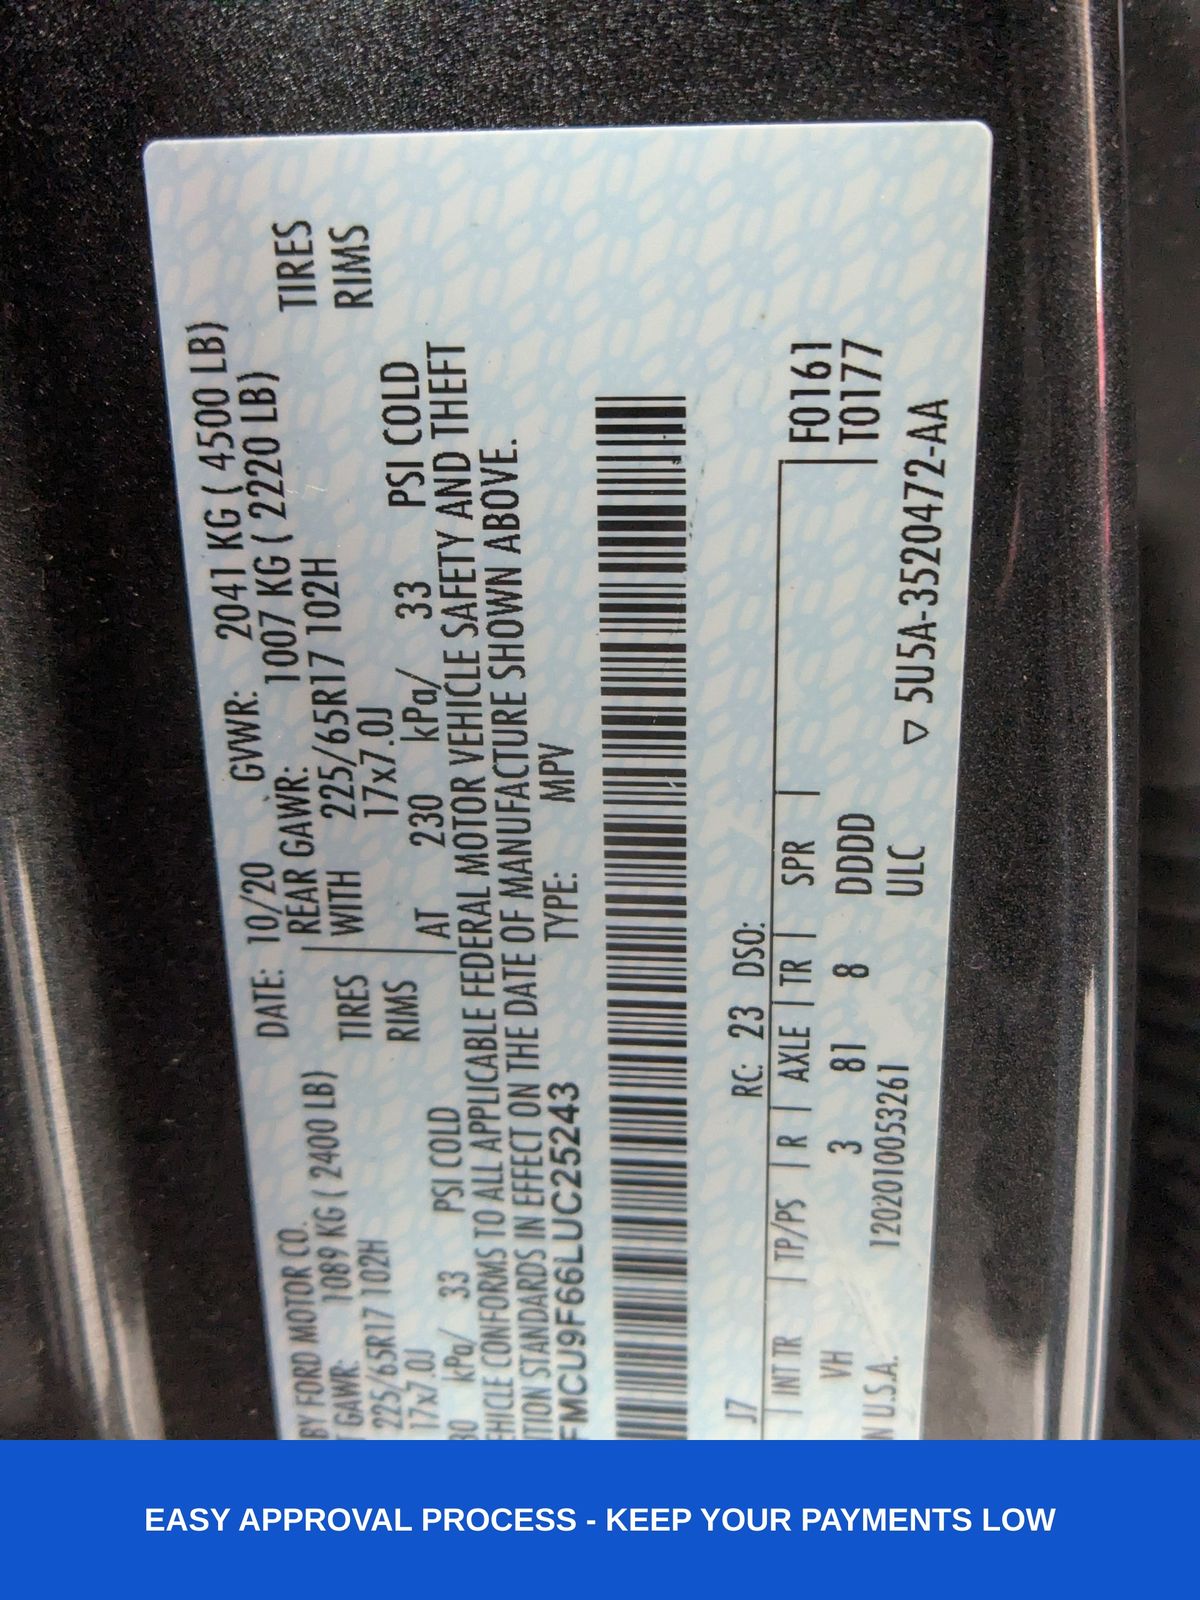 BY FORD MOTOR CO. DATE: 10/20 GVWR: 2041 KG ( 4500 LB)
GAWR: 1089 KG ( 2400 LB) REAR GAWR: 1007 KG ( 2220 LB)
225/65R17 102H TIRES WITH 225/65R17 102H TIRES
17x7.0J RIMS 17x7.0J RIMS
kPa/ 33 PSI COLD AT 230 kPa/ 33 PSI COLD
CONFORMS TO ALL APPLICABLE FEDERAL MOTOR VEHICLE SAFETY AND THEFT
STANDARDS IN EFFECT ON THE DATE OF MANUFACTURE SHOWN ABOVE.
FMCU9F66LUC25243 TYPE: MPV
J7 RC: 23 DSO:
INT TR TP/PS R AXLE TR SPR F0161
VH 3 81 8 DDDD T0177
U.S.A. 1202010053261 ULC ▽ 5U5A-3520472-AA
EASY APPROVAL PROCESS - KEEP YOUR PAYMENTS LOW